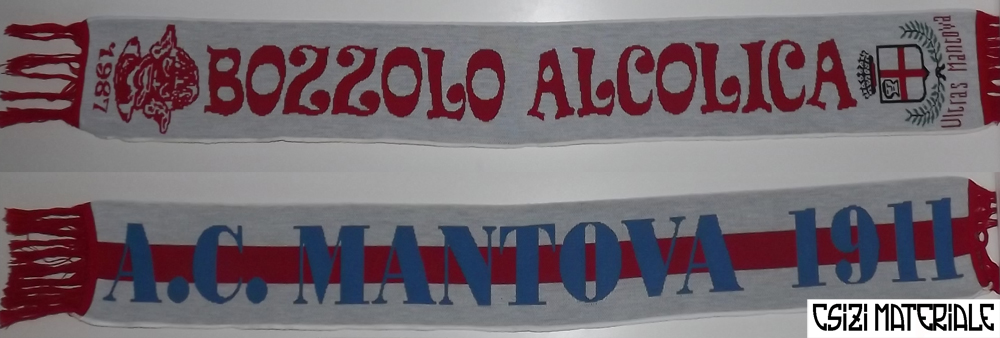 1987
BOZZOLO ALCOLICA
Ultras Mantova
A.C. MANTOVA 1911
CSIZI MATERIALE